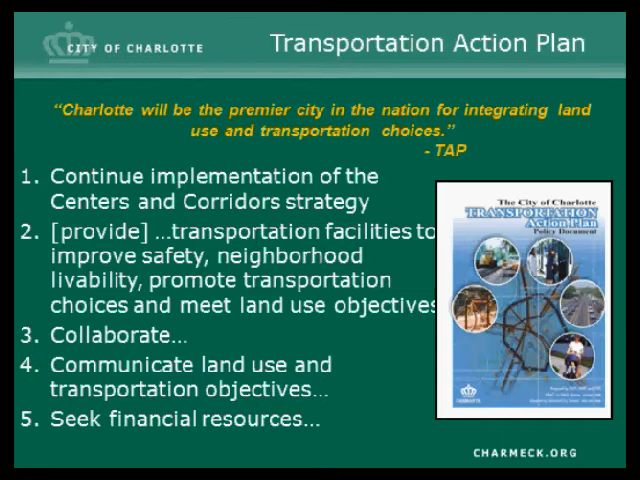 CITY OF CHARLOTTE
Transportation Action Plan
“Charlotte will be the premier city in the nation for integrating land
use and transportation choices.”
- TAP
1. Continue implementation of the
Centers and Corridors strategy
2. [provide] …transportation facilities to
improve safety, neighborhood
livability, promote transportation
choices and meet land use objectives
3. Collaborate…
4. Communicate land use and
transportation objectives…
5. Seek financial resources…
The City of Charlotte
TRANSPORTATION
Action Plan
Policy Document
CHARMECK.ORG